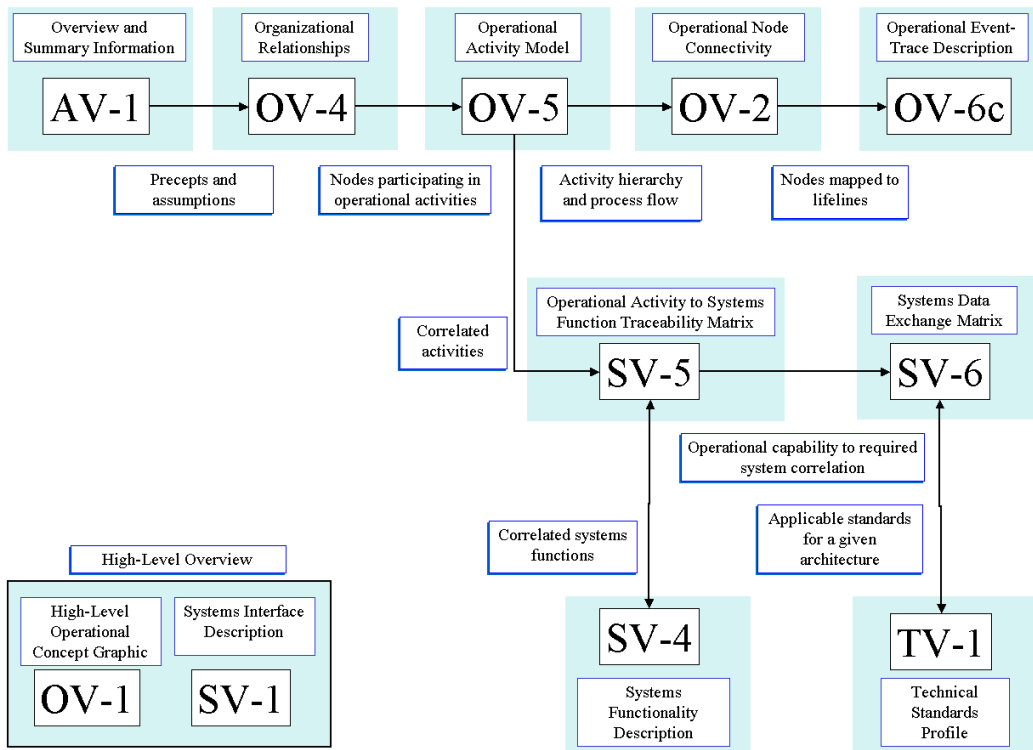 Overview and
Summary Information
AV-1
Organizational
Relationships
OV-4
Operational
Activity Model
OV-5
Operational Node
Connectivity
OV-2
Operational Event-
Trace Description
OV-6c
Precepts and
assumptions
Nodes participating in
operational activities
Activity hierarchy
and process flow
Nodes mapped to
lifelines
Operational Activity to Systems
Function Traceability Matrix
SV-5
Systems Data
Exchange Matrix
SV-6
Correlated
activities
Operational capability to required
system correlation
Correlated systems
functions
Applicable standards
for a given
architecture
High-Level Overview
High-Level
Operational
Concept Graphic
OV-1
Systems Interface
Description
SV-1
SV-4
Systems
Functionality
Description
TV-1
Technical
Standards
Profile